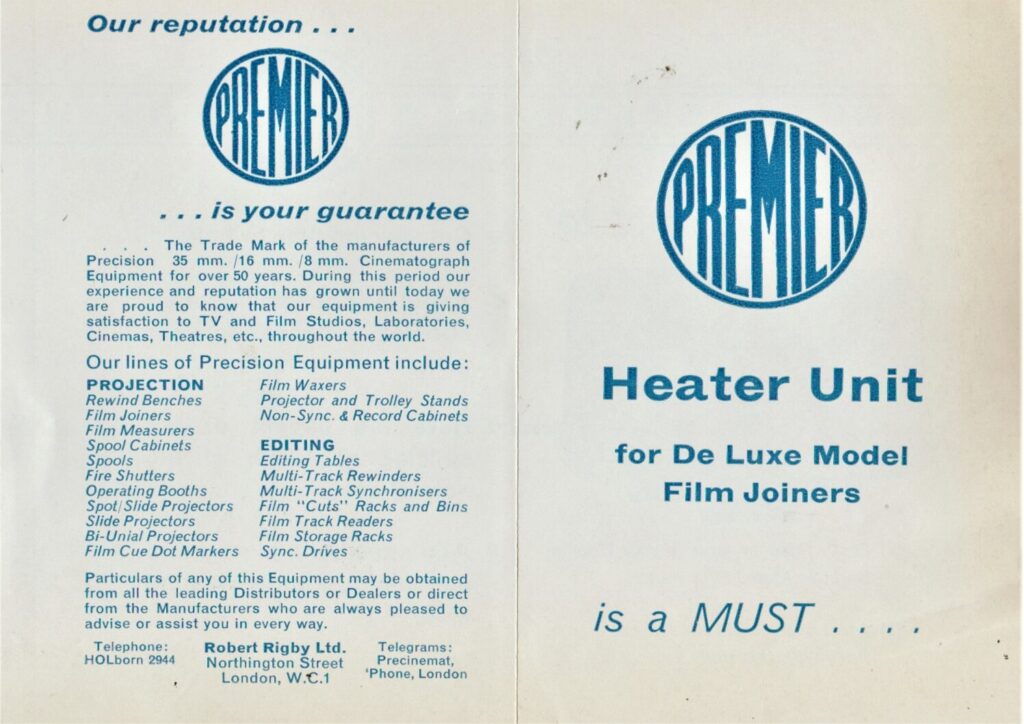 Our reputation . . .
PREMIER
. . . is your guarantee
. . . The Trade Mark of the manufacturers of
Precision 35 mm. /16 mm. /8 mm. Cinematograph
Equipment for over 50 years. During this period our
experience and reputation has grown until today we
are proud to know that our equipment is giving
satisfaction to TV and Film Studios, Laboratories,
Cinemas, Theatres, etc., throughout the world.
Our lines of Precision Equipment include:
PROJECTION
Rewind Benches
Film Joiners
Film Measurers
Spool Cabinets
Spools
Fire Shutters
Operating Booths
Spot/Slide Projectors
Slide Projectors
Bi-Unial Projectors
Film Cue Dot Markers
Film Waxers
Projector and Trolley Stands
Non-Sync. & Record Cabinets
EDITING
Editing Tables
Multi-Track Rewinders
Multi-Track Synchronisers
Film "Cuts" Racks and Bins
Film Track Readers
Film Storage Racks
Sync. Drives
Particulars of any of this Equipment may be obtained
from all the leading Distributors or Dealers or direct
from the Manufacturers who are always pleased to
advise or assist you in every way.
Telephone:
HOLborn 2944
Robert Rigby Ltd.
Northington Street
London, W.C.1
Telegrams:
Precinemat,
'Phone, London
PREMIER
Heater Unit
for De Luxe Model
Film Joiners
is a MUST . . . .